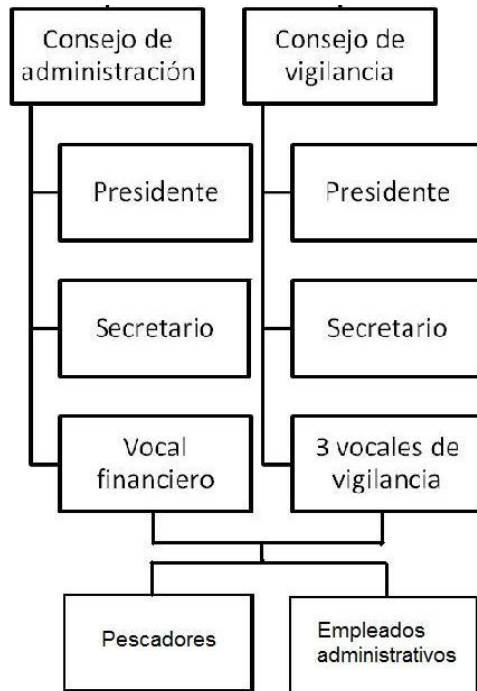 Consejo de
administración
Consejo de
vigilancia
Presidente
Presidente
Secretario
Secretario
Vocal
financiero
3 vocales de
vigilancia
Pescadores
Empleados
administrativos